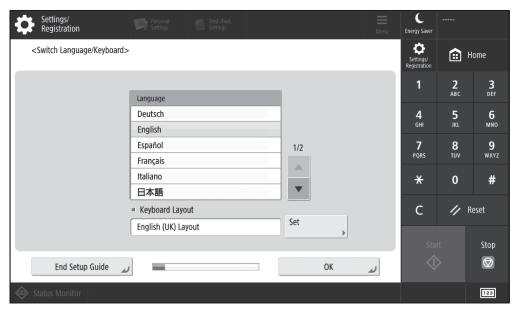 Settings/
Registration
Personal
Settings
Dest./Fwd.
Settings
Menu
Energy Saver
-----
<Switch Language/Keyboard>
Settings/
Registration
Home
Language
Deutsch
English
Español
Français
Italiano
日本語
1/2
Keyboard Layout
English (UK) Layout
Set
1
2
ABC
3
DEF
4
GHI
5
JKL
6
MNO
7
PQRS
8
TUV
9
WXYZ
*
0
#
C
Reset
Start
Stop
End Setup Guide
OK
Status Monitor
123